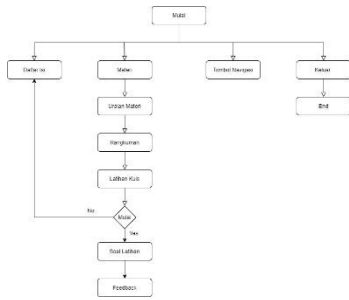 Mulai
Daftar Isi
Materi
Tombol Navigasi
Keluar
Uraian Materi
End
Rangkuman
Latihan Kuis
No
Mulai
Yes
Soal Latihan
Feedback